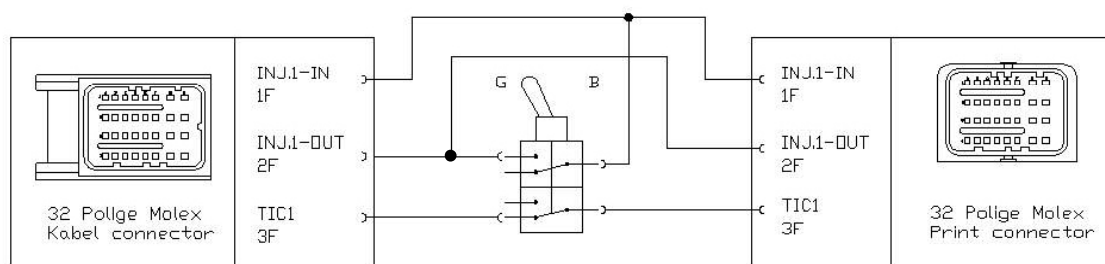 INJ.1-IN
1F
INJ.1-OUT
2F
TIC1
3F
32 Polige Molex
Kabel connector
G
B
INJ.1-IN
1F
INJ.1-OUT
2F
TIC1
3F
32 Polige Molex
Print connector